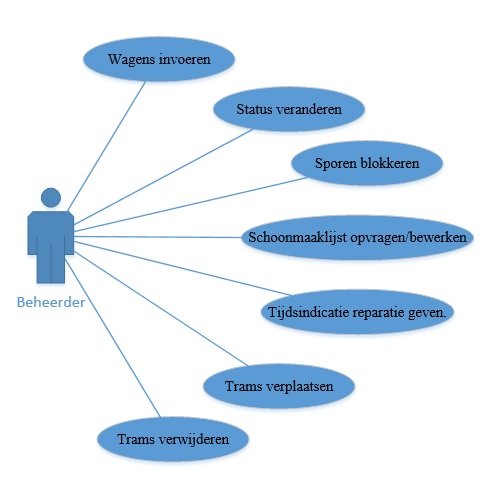 Wagens invoeren
Status veranderen
Sporen blokkeren
Schoonmaaklijst opvragen/bewerken
Beheerder
Tijdsindicatie reparatie geven.
Trams verplaatsen
Trams verwijderen